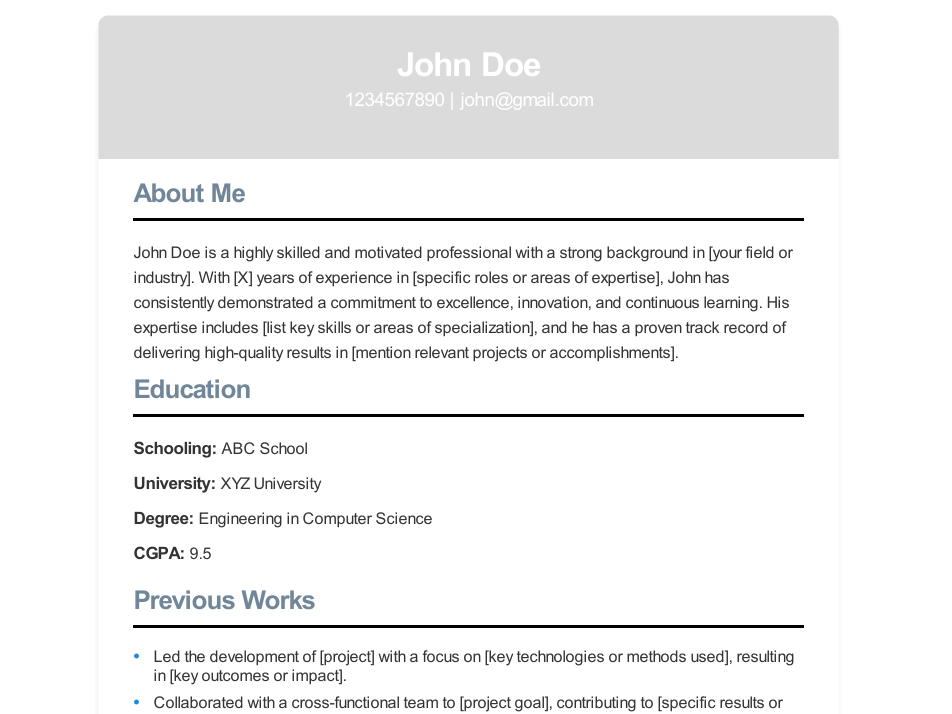 John Doe
1234567890 | john@gmail.com
About Me
John Doe is a highly skilled and motivated professional with a strong background in [your field or
industry]. With [X] years of experience in [specific roles or areas of expertise], John has
consistently demonstrated a commitment to excellence, innovation, and continuous learning. His
expertise includes [list key skills or areas of specialization], and he has a proven track record of
delivering high-quality results in [mention relevant projects or accomplishments].
Education
Schooling: ABC School
University: XYZ University
Degree: Engineering in Computer Science
CGPA: 9.5
Previous Works
• Led the development of [project] with a focus on [key technologies or methods used], resulting
in [key outcomes or impact].
• Collaborated with a cross-functional team to [project goal], contributing to [specific results or